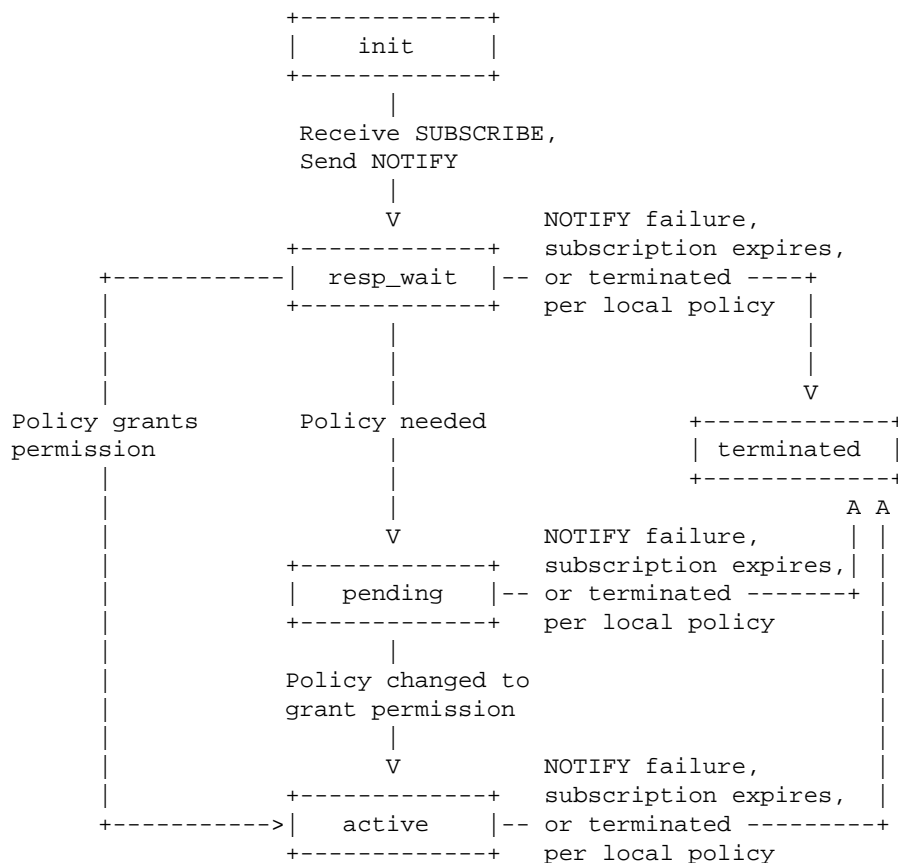 init
Receive SUBSCRIBE,
Send NOTIFY
NOTIFY failure,
subscription expires,
resp_wait
or terminated
per local policy
Policy grants
permission
Policy needed
terminated
NOTIFY failure,
subscription expires,
pending
or terminated
per local policy
Policy changed to
grant permission
NOTIFY failure,
subscription expires,
active
or terminated
per local policy